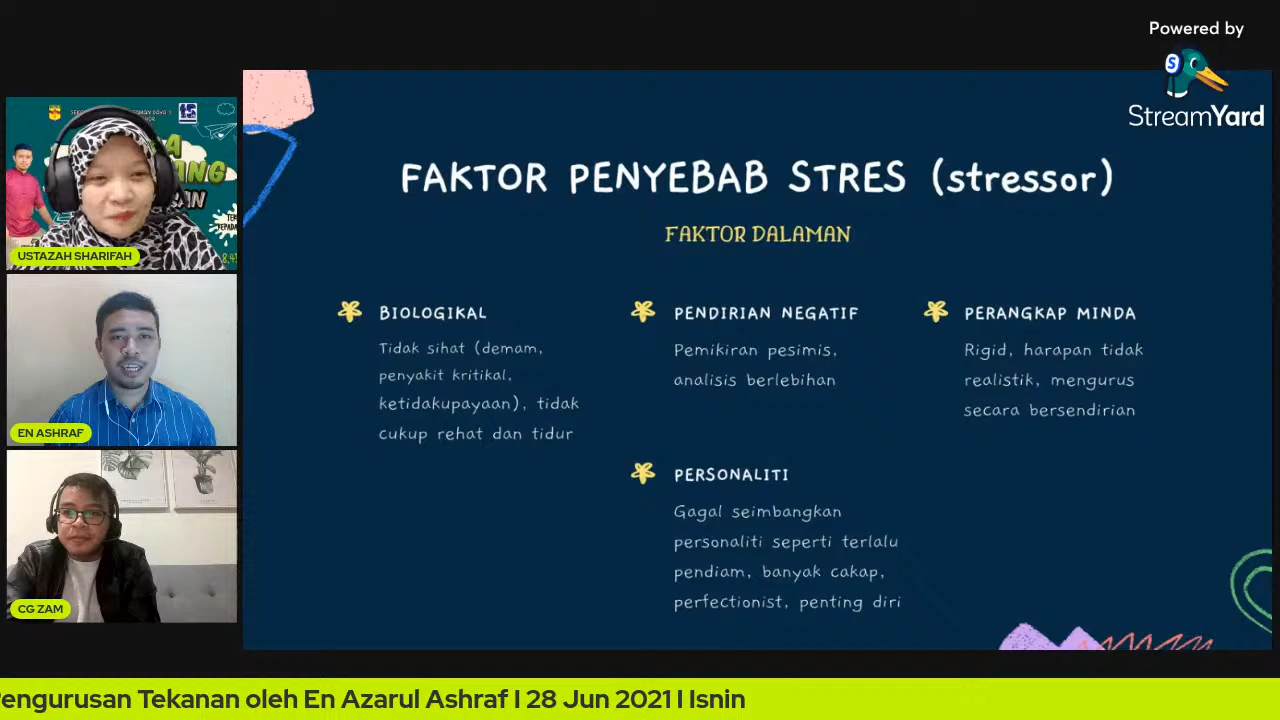 Powered by
StreamYard
FAKTOR PENYEBAB STRES (stressor)
FAKTOR DALAMAN
BIOLOGIKAL
Tidak sihat (demam,
penyakit kritikal,
ketidakupayaan), tidak
cukup rehat dan tidur
PENDIRIAN NEGATIF
Pemikiran pesimis,
analisis berlebihan
PERANGKAP MINDA
Rigid, harapan tidak
realistik, mengurus
secara bersendirian
PERSONALITI
Gagal seimbangkan
personaliti seperti terlalu
pendiam, banyak cakap,
perfectionist, penting diri
USTAZAH SHARIFAH
EN ASHRAF
CG ZAM
Pengurusan Tekanan oleh En Azarul Ashraf I 28 Jun 2021 I Isnin